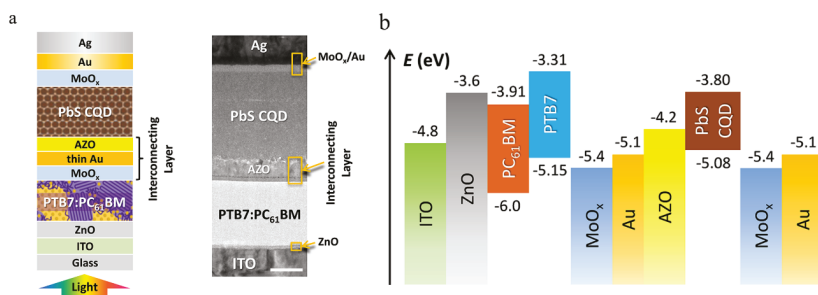 a
Ag
Au
MoOₓ
PbS CQD
AZO
thin Au
MoOₓ
Interconnecting
Layer
PTB7:PC₆₁BM
ZnO
ITO
Glass
Light
Ag
MoOₓ/Au
PbS CQD
AZO
Interconnecting
Layer
PTB7:PC₆₁BM
ZnO
ITO
b
E (eV)
-4.8
ITO
-3.6
ZnO
-3.91
PC₆₁BM
-6.0
-3.31
PTB7
-5.15
-5.4
MoOₓ
-5.1
Au
-4.2
AZO
-3.80
PbS
CQD
-5.08
-5.4
MoOₓ
-5.1
Au